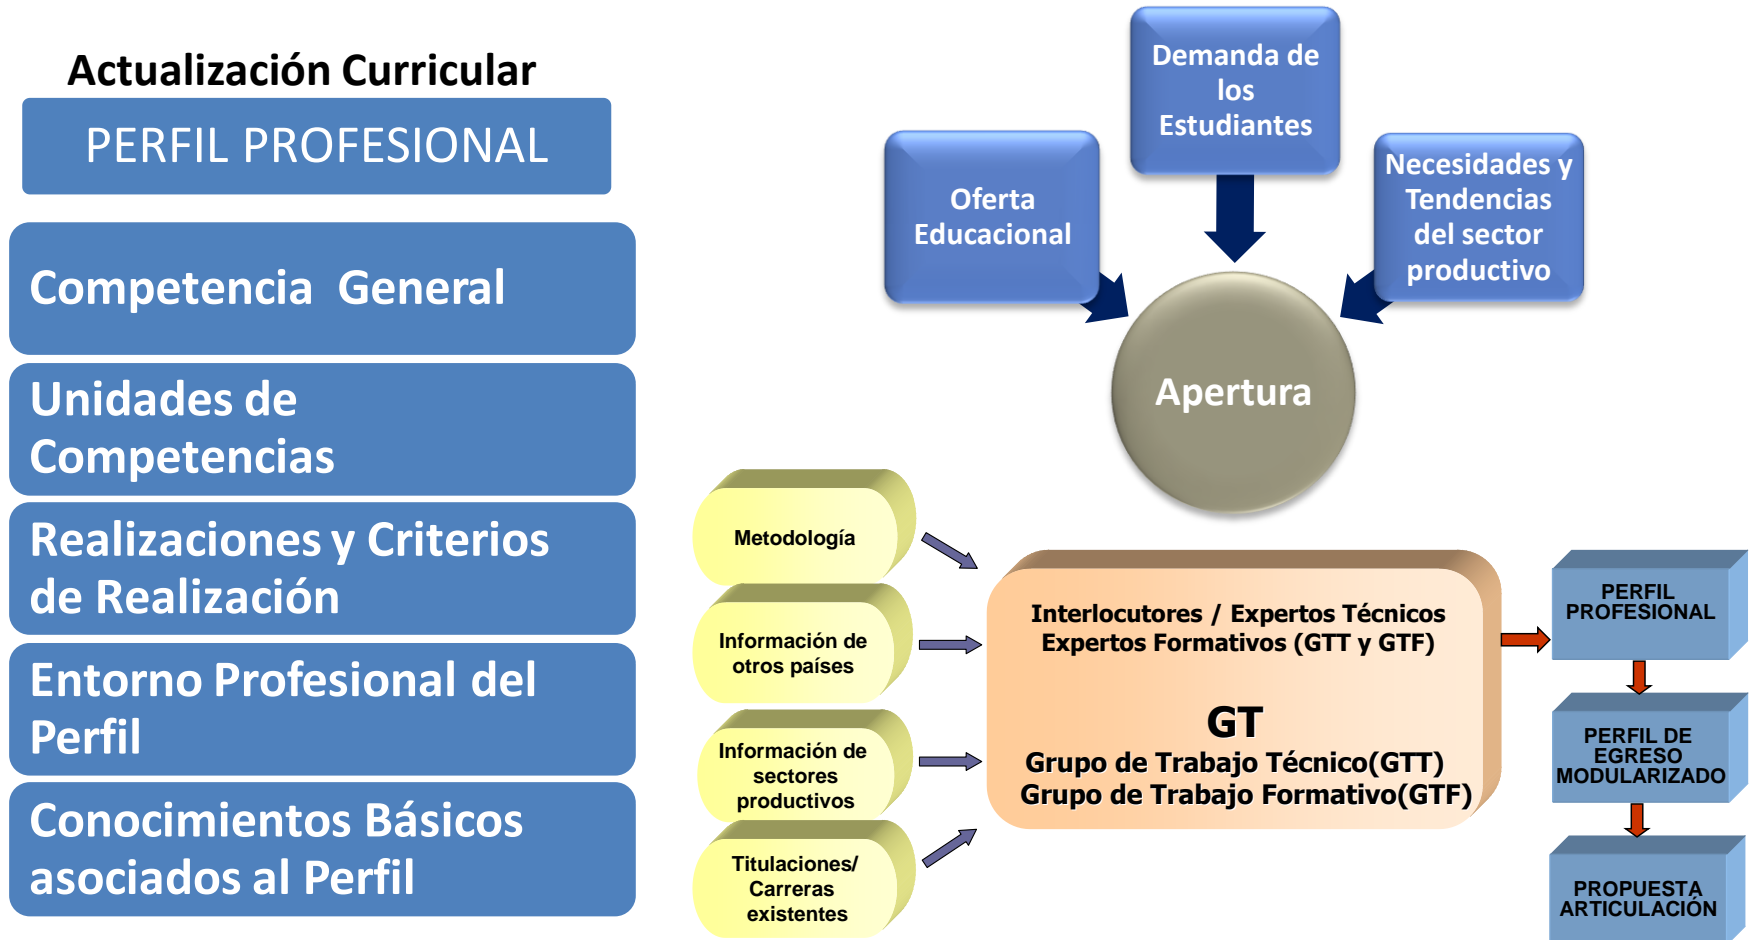 Actualización Curricular
PERFIL PROFESIONAL
Competencia  General
Unidades de
Competencias
Realizaciones y Criterios
de Realización
Entorno Profesional del
Perfil
Conocimientos Básicos
asociados al Perfil
Demanda de
los
Estudiantes
Oferta
Educacional
Necesidades y
Tendencias
del sector
productivo
Apertura
Metodología
Información de
otros países
Información de
sectores
productivos
Titulaciones/
Carreras
existentes
Interlocutores / Expertos Técnicos
Expertos Formativos (GTT y GTF)
GT
Grupo de Trabajo Técnico(GTT)
Grupo de Trabajo Formativo(GTF)
PERFIL
PROFESIONAL
PERFIL DE
EGRESO
MODULARIZADO
PROPUESTA
ARTICULACIÓN